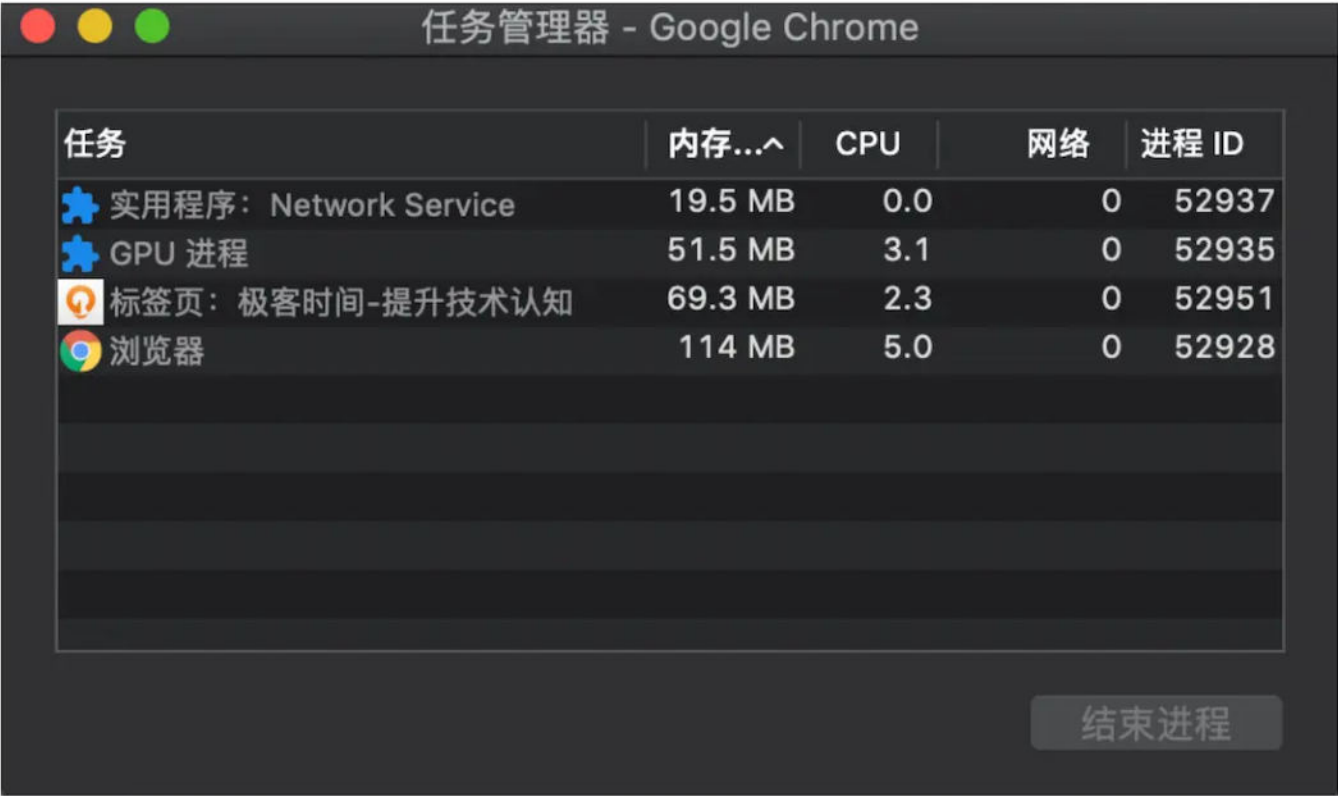 任务管理器 - Google Chrome
任务 内存... CPU 网络 进程 ID
实用程序：Network Service 19.5 MB 0.0 0 52937
GPU 进程 51.5 MB 3.1 0 52935
标签页：极客时间-提升技术认知 69.3 MB 2.3 0 52951
浏览器 114 MB 5.0 0 52928
结束进程